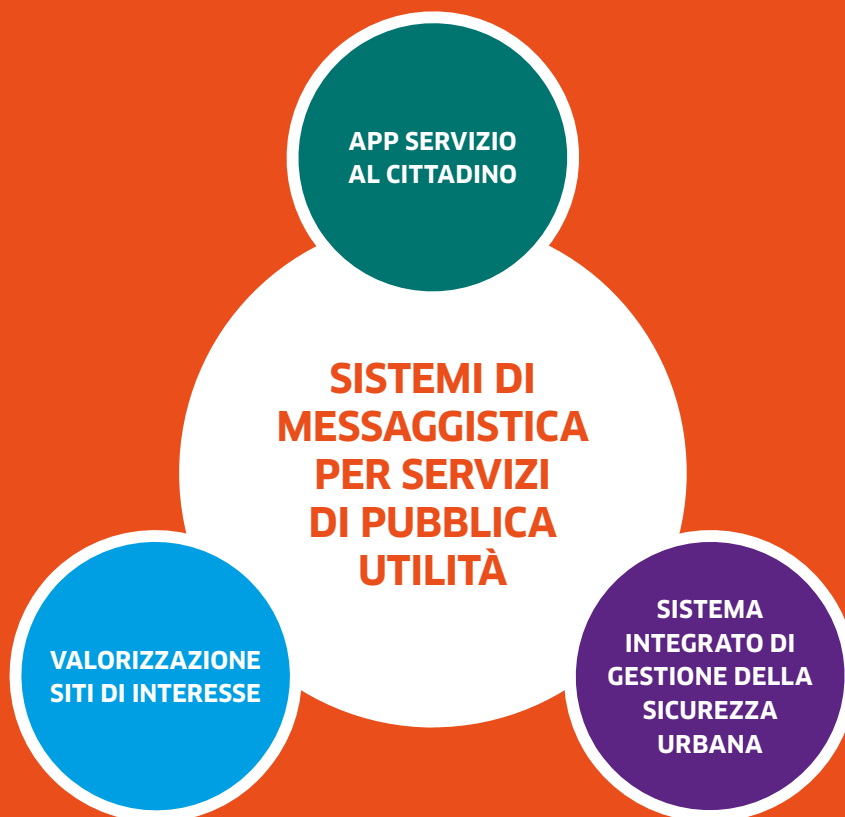 APP SERVIZIO
AL CITTADINO
SISTEMI DI
MESSAGGISTICA
PER SERVIZI
DI PUBBLICA
UTILITÀ
VALORIZZAZIONE
SITI DI INTERESSE
SISTEMA
INTEGRATO DI
GESTIONE DELLA
SICUREZZA
URBANA